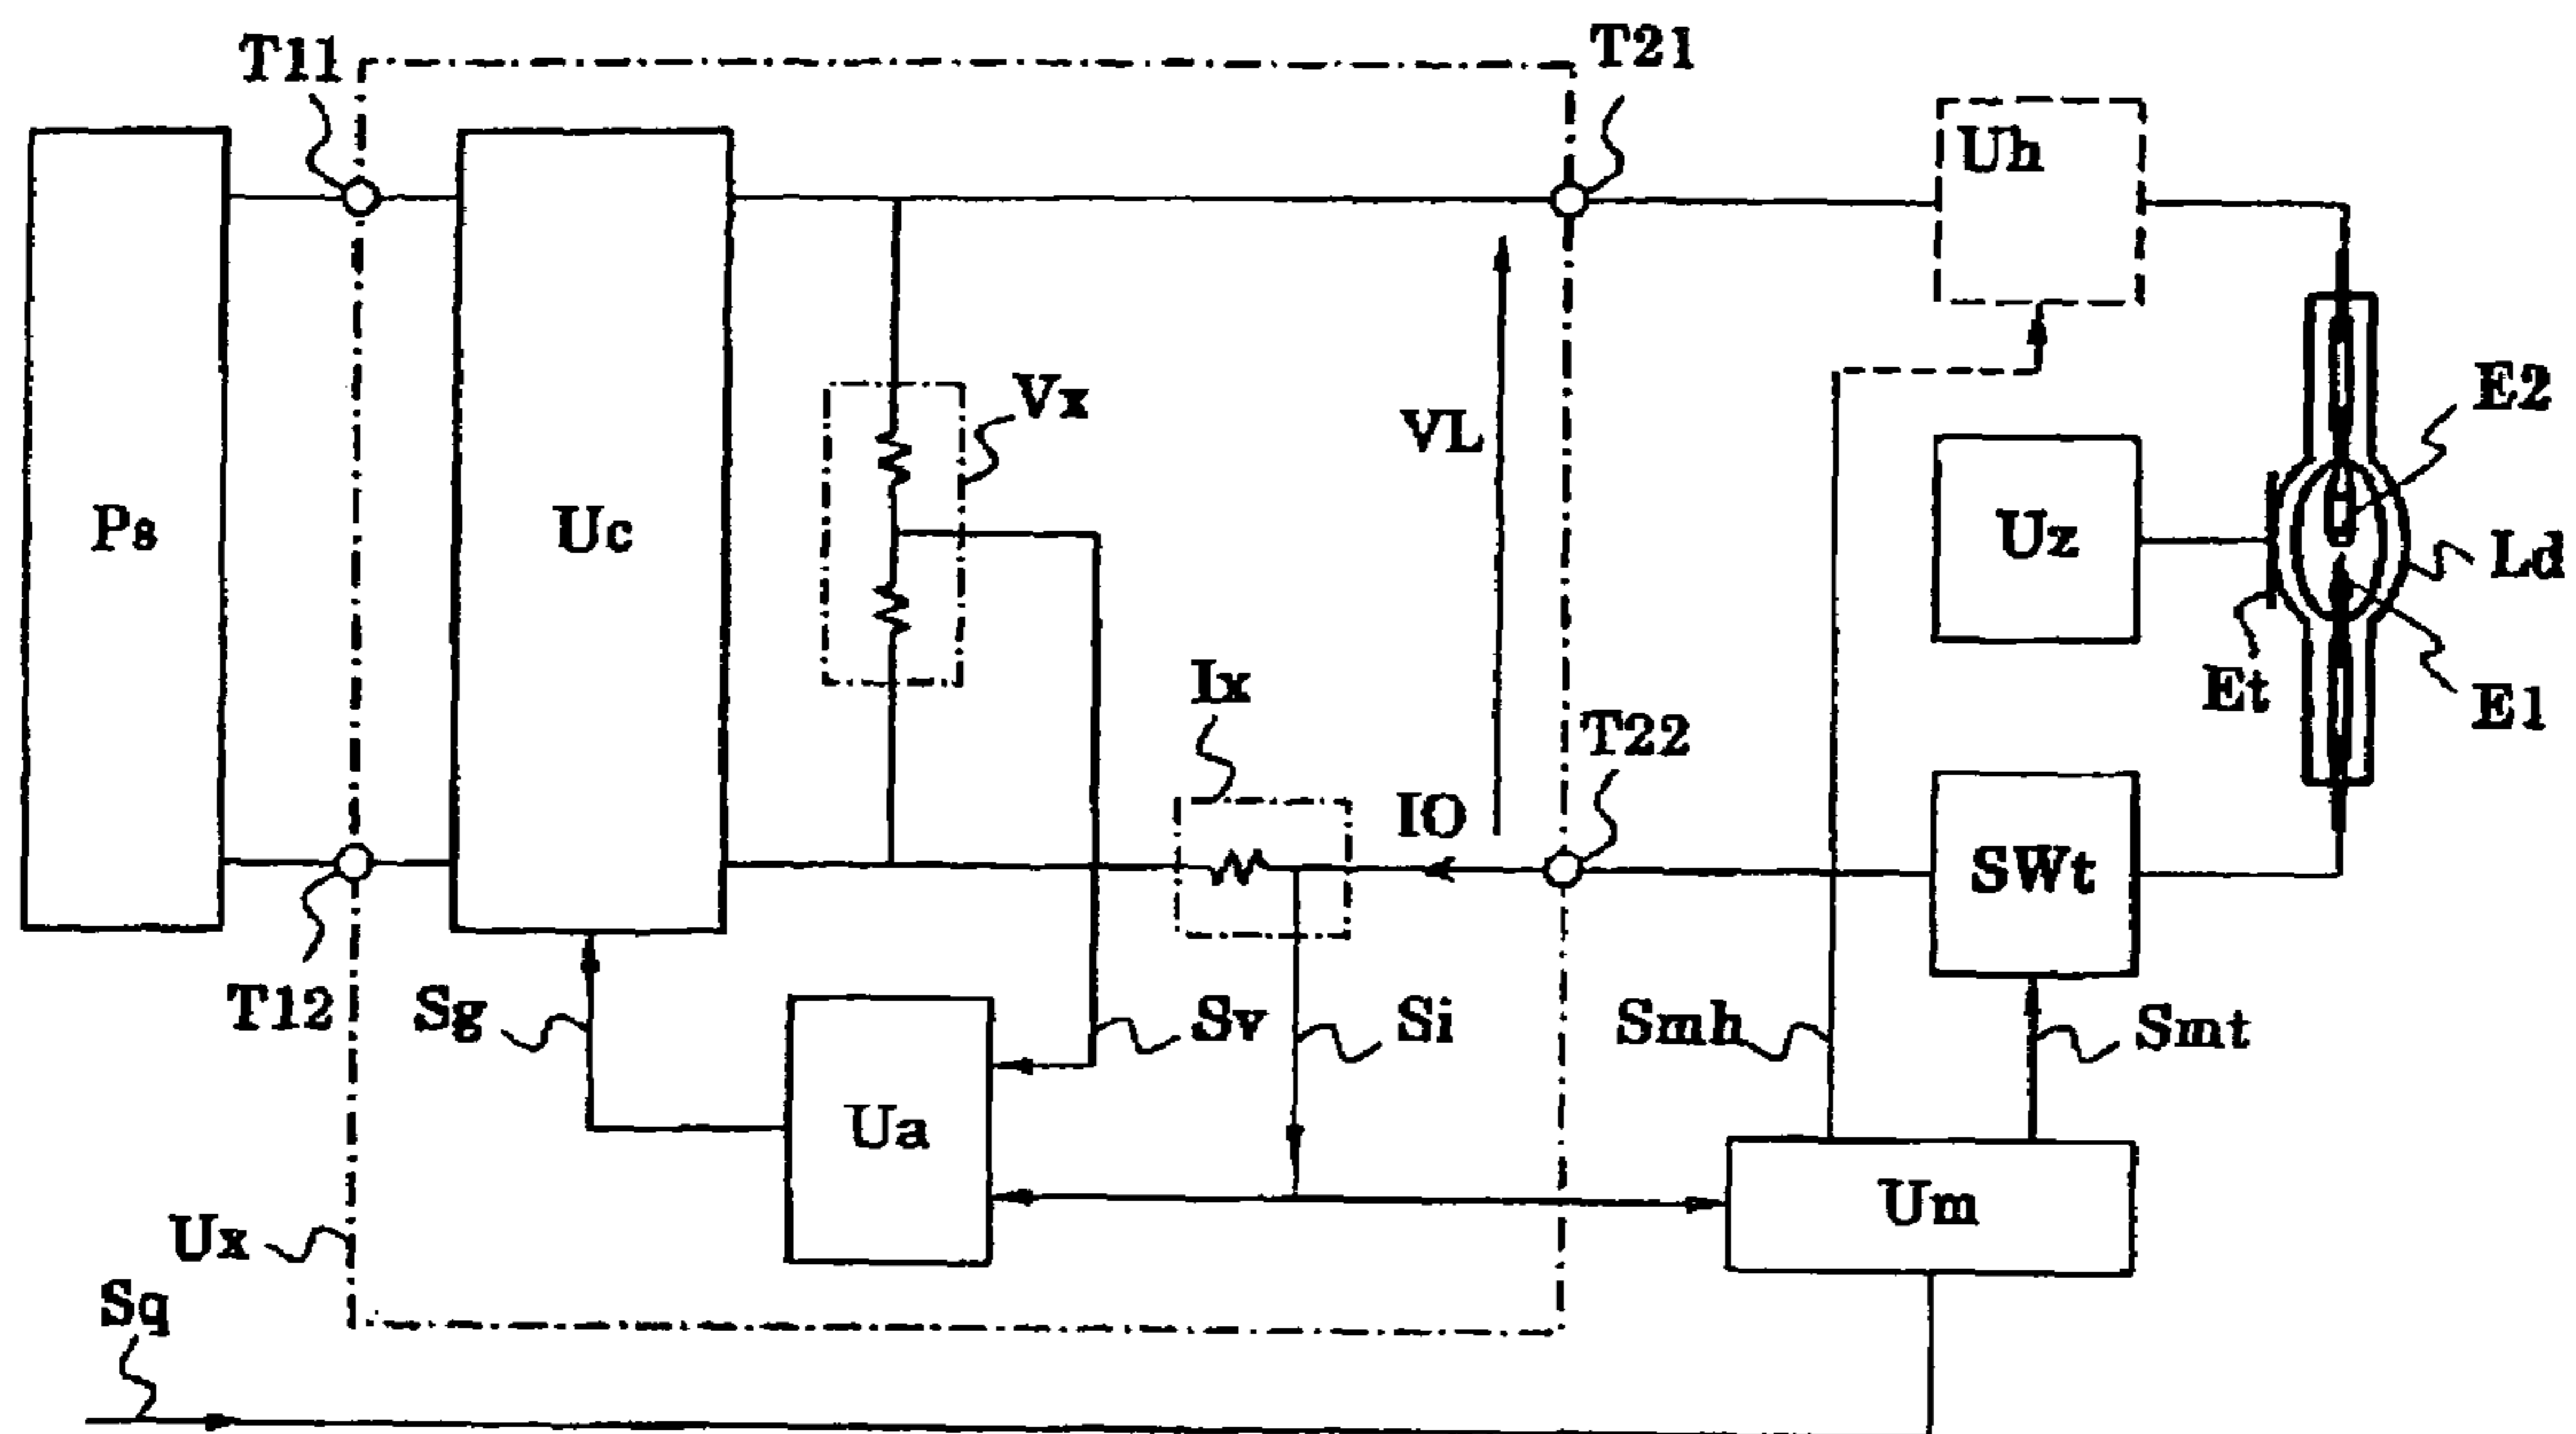 T11
T21
Uh
Vx
VL
E2
Ps
Uc
Uz
Ld
Ix
Et
E1
T22
IO
SWt
T12
Sg
Sv
Si
Smh
Smt
Ua
Um
Ux
Sq